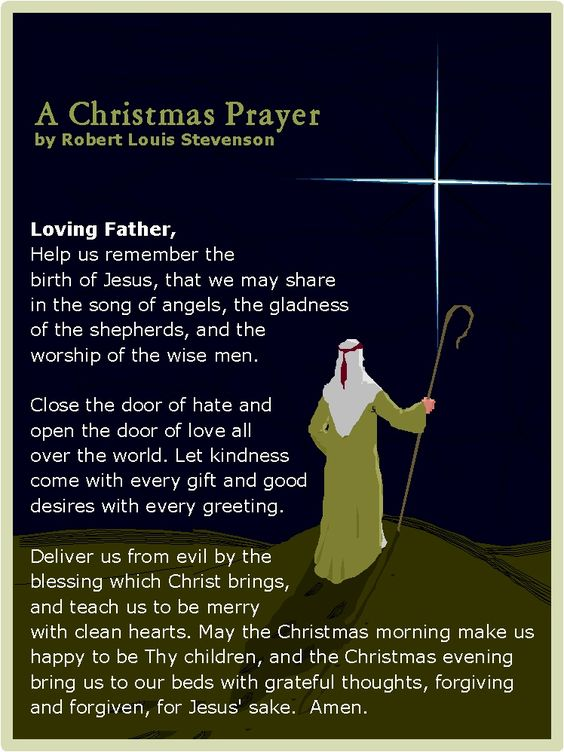 A Christmas Prayer
by Robert Louis Stevenson
Loving Father,
Help us remember the
birth of Jesus, that we may share
in the song of angels, the gladness
of the shepherds, and the
worship of the wise men.
Close the door of hate and
open the door of love all
over the world. Let kindness
come with every gift and good
desires with every greeting.
Deliver us from evil by the
blessing which Christ brings,
and teach us to be merry
with clean hearts. May the Christmas morning make us
happy to be Thy children, and the Christmas evening
bring us to our beds with grateful thoughts, forgiving
and forgiven, for Jesus' sake.  Amen.